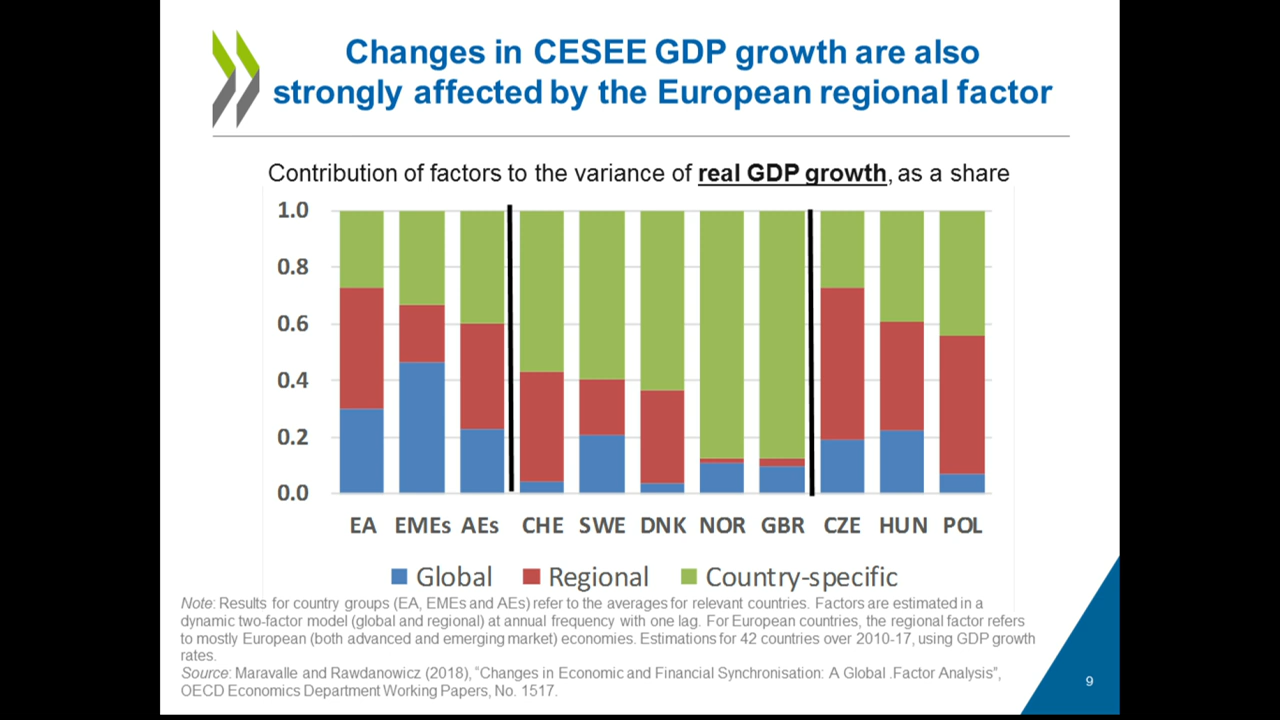 Changes in CESEE GDP growth are also
strongly affected by the European regional factor
Contribution of factors to the variance of real GDP growth, as a share
1.0
0.8
0.6
0.4
0.2
0.0
EA EMEs AEs CHE SWE DNK NOR GBR CZE HUN POL
Global Regional Country-specific
Note: Results for country groups (EA, EMEs and AEs) refer to the averages for relevant countries. Factors are estimated in a
dynamic two-factor model (global and regional) at annual frequency with one lag. For European countries, the regional factor refers
to mostly European (both advanced and emerging market) economies. Estimations for 42 countries over 2010-17, using GDP growth
rates.
Source: Maravalle and Rawdanowicz (2018), “Changes in Economic and Financial Synchronisation: A Global .Factor Analysis”,
OECD Economics Department Working Papers, No. 1517.
9